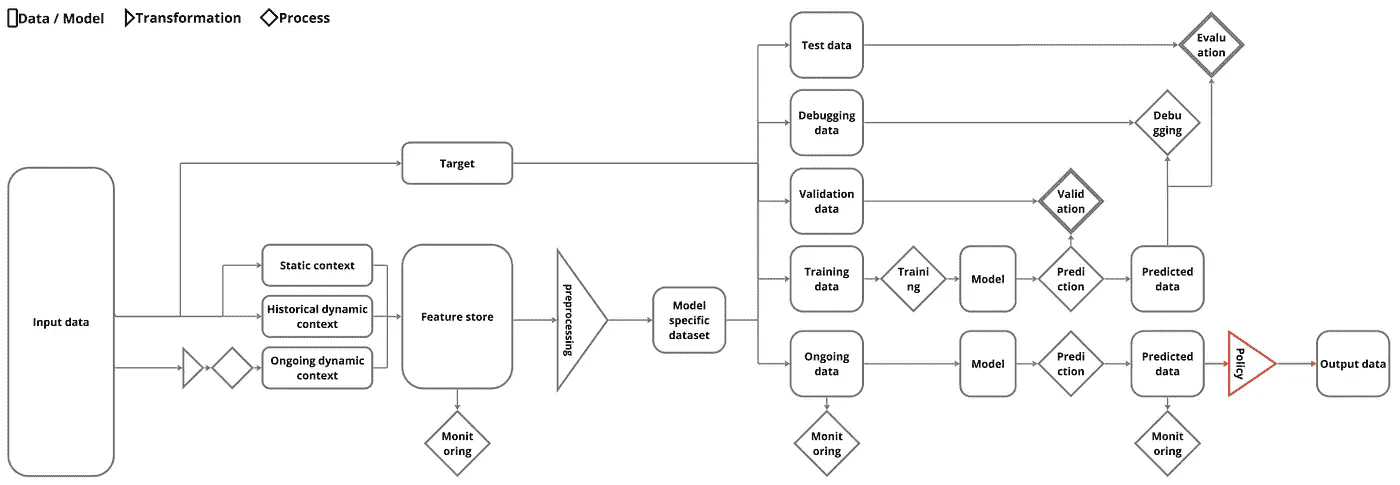 Data / Model
Transformation
Process
Input data
Target
Static context
Historical dynamic
context
Ongoing dynamic
context
Feature store
Monit
oring
preprocessing
Model
specific
dataset
Test data
Evalu
ation
Debugging
data
Debu
gging
Validation
data
Valid
ation
Training
data
Traini
ng
Model
Predi
ction
Predicted
data
Ongoing
data
Model
Predi
ction
Predicted
data
Policy
Output data
Monit
oring
Monit
oring